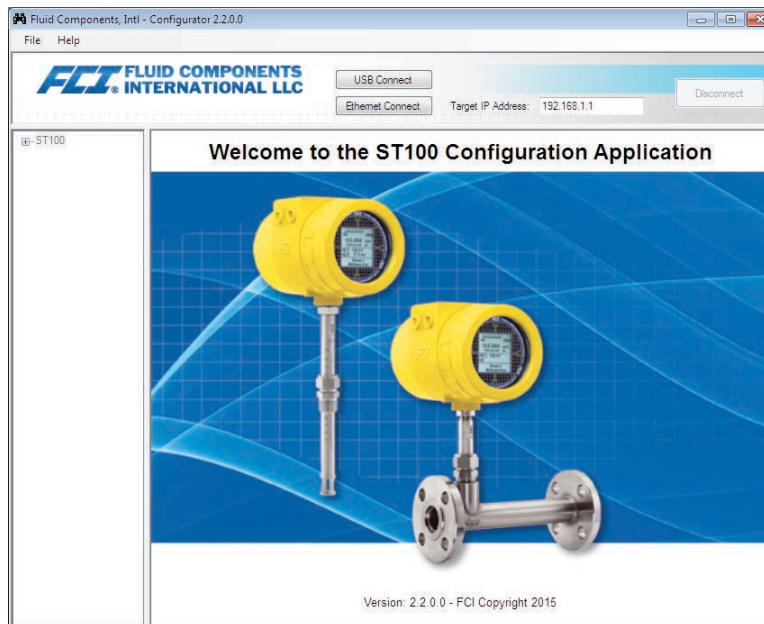 Fluid Components, Intl - Configurator 2.2.0.0
File Help
FCI® FLUID COMPONENTS
INTERNATIONAL LLC
USB Connect
Ethernet Connect
Target IP Address: 192.168.1.1
Disconnect
ST100
Welcome to the ST100 Configuration Application
FCI
FCI
Version: 2.2.0.0 - FCI Copyright 2015